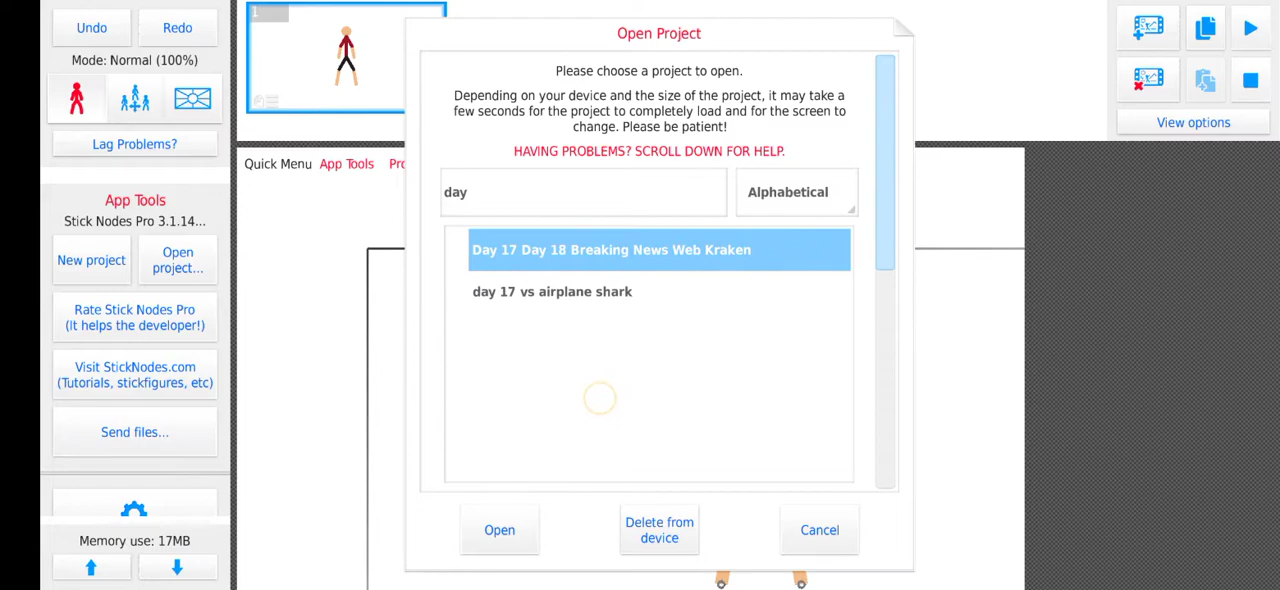 Undo
Redo
Mode: Normal (100%)
Lag Problems?
App Tools
Stick Nodes Pro 3.1.14...
New project
Open
project...
Rate Stick Nodes Pro
(It helps the developer!)
Visit StickNodes.com
(Tutorials, stickfigures, etc)
Send files...
Memory use: 17MB
1
Quick Menu App Tools Pro
Open Project
Please choose a project to open.
Depending on your device and the size of the project, it may take a
few seconds for the project to completely load and for the screen to
change. Please be patient!
HAVING PROBLEMS? SCROLL DOWN FOR HELP.
day
Alphabetical
Day 17 Day 18 Breaking News Web Kraken
day 17 vs airplane shark
Open
Delete from
device
Cancel
View options